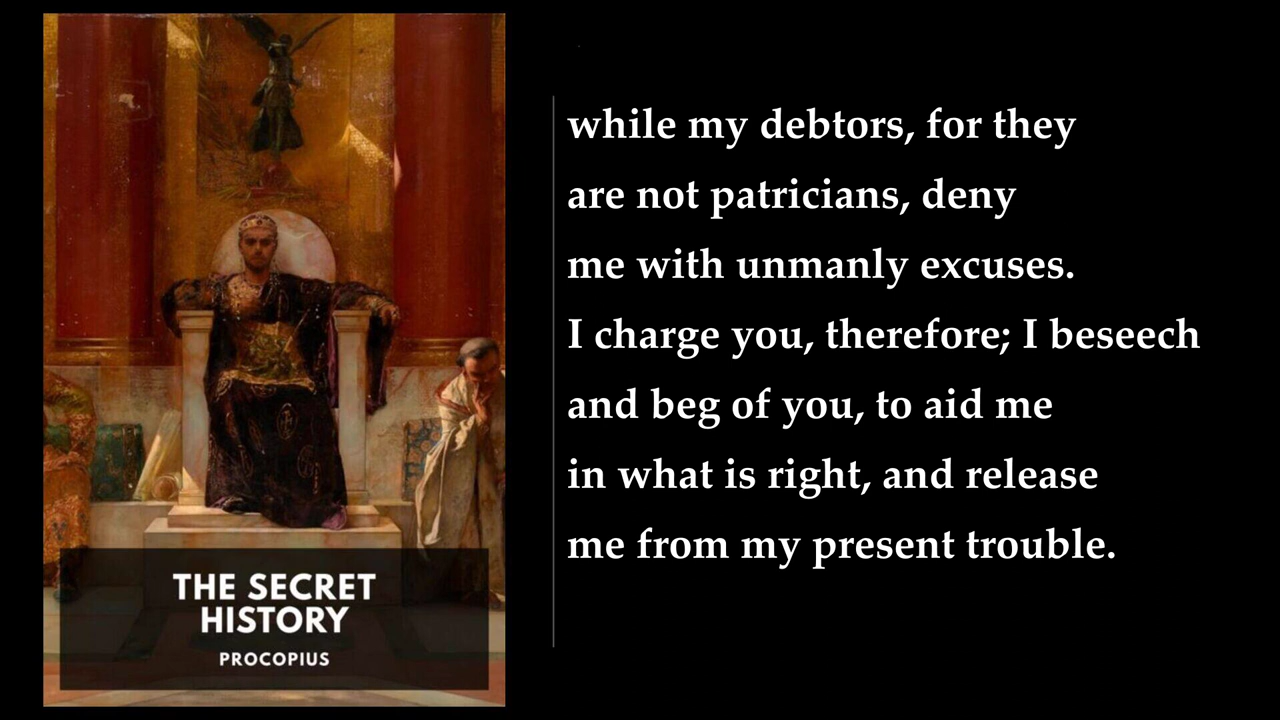 THE SECRET
HISTORY
PROCOPIUS
while my debtors, for they
are not patricians, deny
me with unmanly excuses.
I charge you, therefore; I beseech
and beg of you, to aid me
in what is right, and release
me from my present trouble.